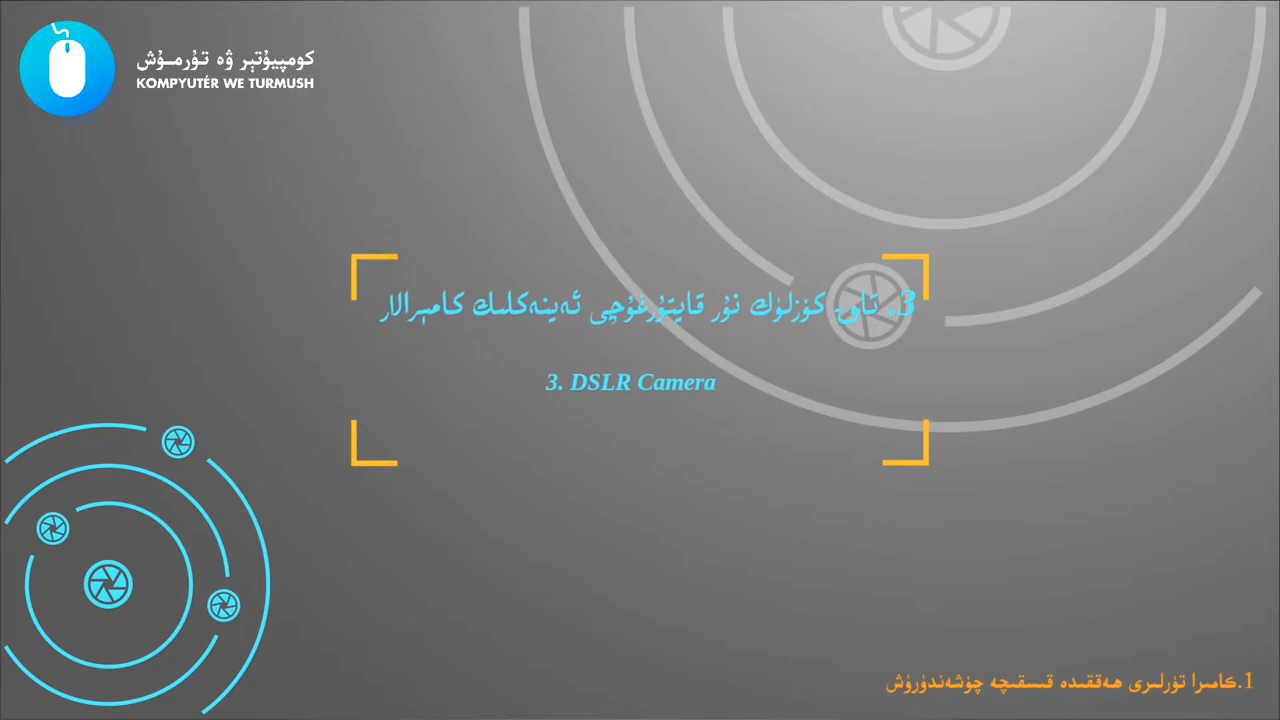 كومپيۇتېر ۋە تۇرمۇش
KOMPYUTÉR WE TURMUSH
3. تاق كۆزلۈك نۇر قايتۇرغۇچى ئەينەكلىك كامېرالار
3. DSLR Camera
1.كامىرا تۈرلىرى ھەققىدە قىسقىچە چۈشەندۈرۈش